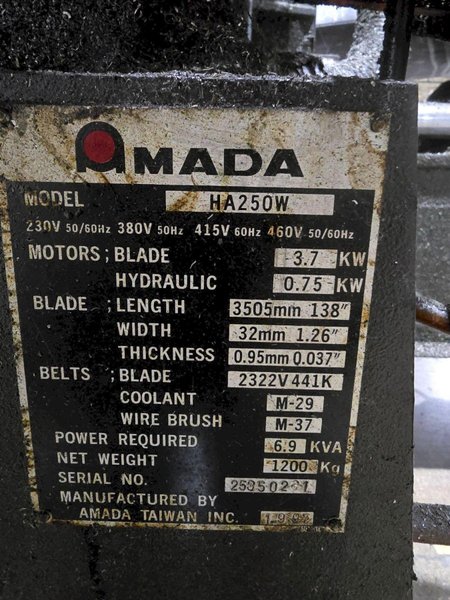 AMADA
MODEL HA250W
230V 50/60Hz 380V 50Hz 415V 60Hz 460V 50/60Hz
MOTORS ; BLADE 3.7 KW
HYDRAULIC 0.75 KW
BLADE ; LENGTH 3505mm 138"
WIDTH 32mm 1.26"
THICKNESS 0.95mm 0.037"
BELTS ; BLADE 2322V441K
COOLANT M-29
WIRE BRUSH M-37
POWER REQUIRED 6.9 KVA
NET WEIGHT 1200 Kg
SERIAL NO.
MANUFACTURED BY
AMADA TAIWAN INC.